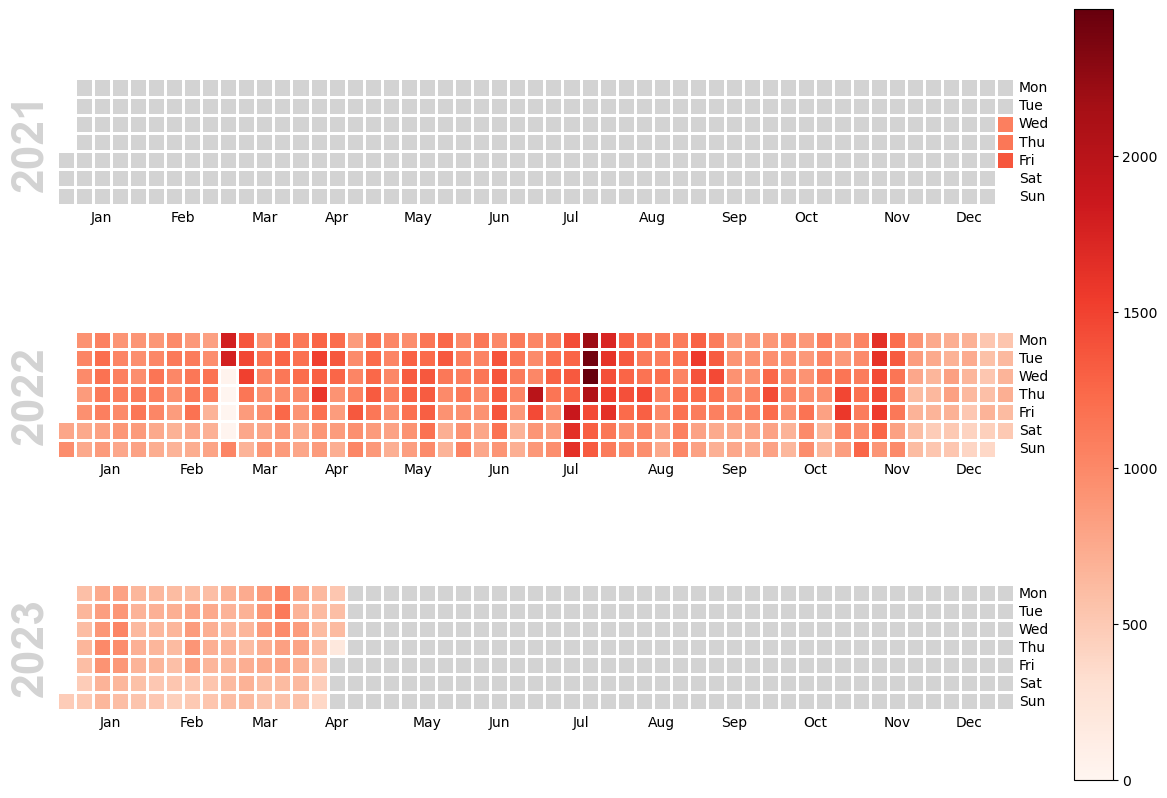 2021
Mon
Tue
Wed
Thu
Fri
Sat
Sun
Jan Feb Mar Apr May Jun Jul Aug Sep Oct Nov Dec
2022
Mon
Tue
Wed
Thu
Fri
Sat
Sun
Jan Feb Mar Apr May Jun Jul Aug Sep Oct Nov Dec
2023
Mon
Tue
Wed
Thu
Fri
Sat
Sun
Jan Feb Mar Apr May Jun Jul Aug Sep Oct Nov Dec
2000
1500
1000
500
0